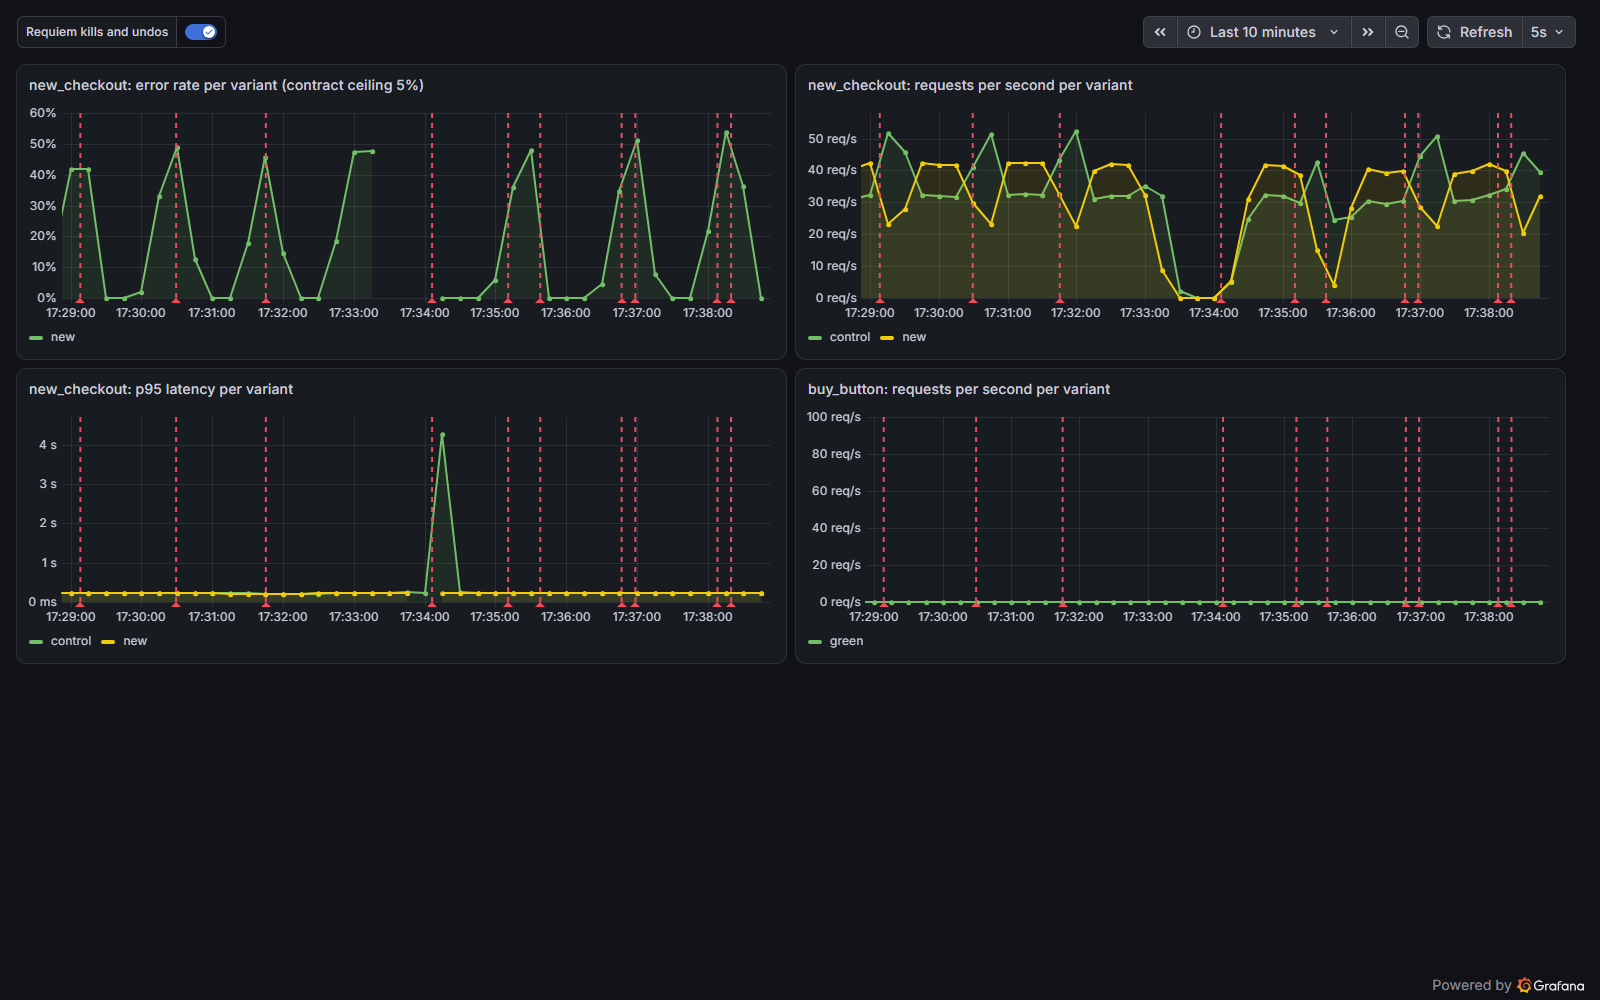 Requiem kills and undos
Last 10 minutes
Refresh
5s
new_checkout: error rate per variant (contract ceiling 5%)
60%
50%
40%
30%
20%
10%
0%
17:29:00 17:30:00 17:31:00 17:32:00 17:33:00 17:34:00 17:35:00 17:36:00 17:37:00 17:38:00
new
new_checkout: requests per second per variant
50 req/s
40 req/s
30 req/s
20 req/s
10 req/s
0 req/s
17:29:00 17:30:00 17:31:00 17:32:00 17:33:00 17:34:00 17:35:00 17:36:00 17:37:00 17:38:00
control new
new_checkout: p95 latency per variant
4 s
3 s
2 s
1 s
0 ms
17:29:00 17:30:00 17:31:00 17:32:00 17:33:00 17:34:00 17:35:00 17:36:00 17:37:00 17:38:00
control new
buy_button: requests per second per variant
100 req/s
80 req/s
60 req/s
40 req/s
20 req/s
0 req/s
17:29:00 17:30:00 17:31:00 17:32:00 17:33:00 17:34:00 17:35:00 17:36:00 17:37:00 17:38:00
green
Powered by Grafana